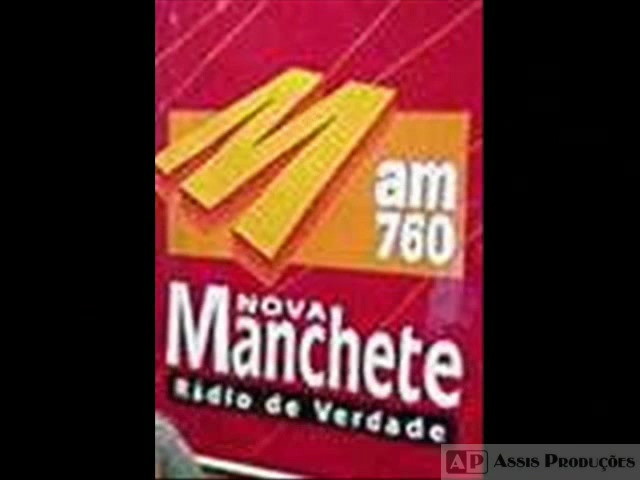 am
760
NOVA
Manchete
Rádio de Verdade
AP ASSIS PRODUÇÕES